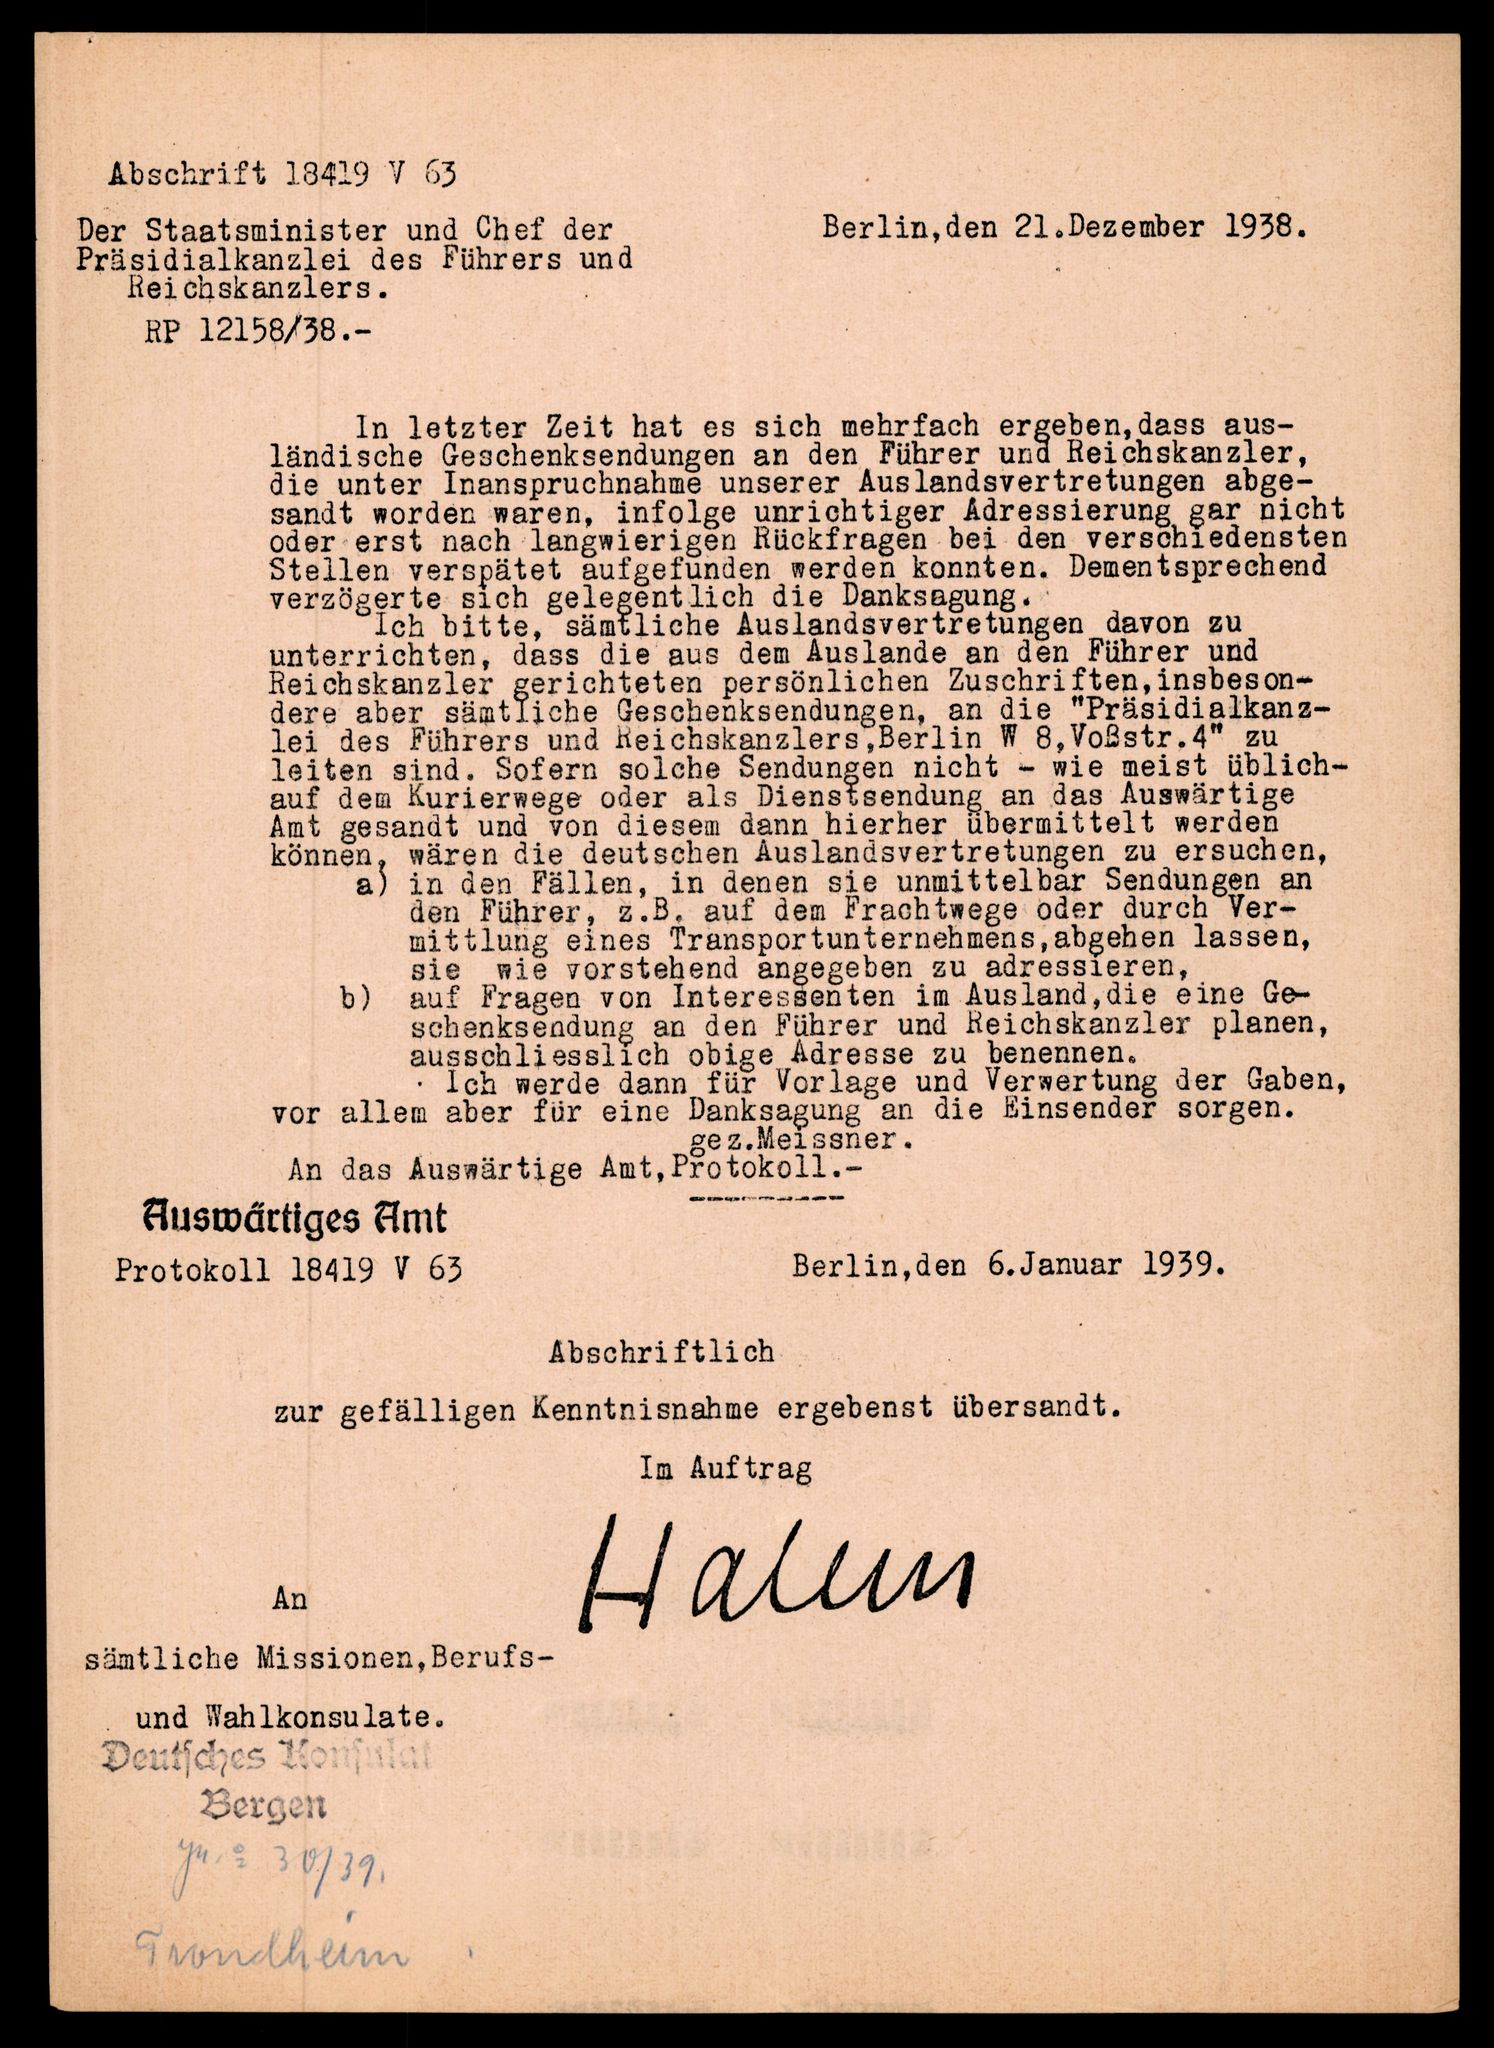 Abschrift 18419 V 63
Der Staatsminister und Chef der
Präsidialkanzlei des Führers und
Reichskanzlers.
RP 12158/38.-
Berlin,den 21.Dezember 1938.
In letzter Zeit hat es sich mehrfach ergeben,dass aus-
ländische Geschenksendungen an den Führer und Reichskanzler,
die unter Inanspruchnahme unserer Auslandsvertretungen abge-
sandt worden waren, infolge unrichtiger Adressierung gar nicht
oder erst nach langwierigen Rückfragen bei den verschiedensten
Stellen verspätet aufgefunden werden konnten. Dementsprechend
verzögerte sich gelegentlich die Danksagung.
Ich bitte, sämtliche Auslandsvertretungen davon zu
unterrichten, dass die aus dem Auslande an den Führer und
Reichskanzler gerichteten persönlichen Zuschriften,insbeson-
dere aber sämtliche Geschenksendungen, an die "Präsidialkanz-
lei des Führers und Reichskanzlers,Berlin W 8,Voßstr.4" zu
leiten sind. Sofern solche Sendungen nicht - wie meist üblich-
auf dem Kurierwege oder als Dienstsendung an das Auswärtige
Amt gesandt und von diesem dann hierher übermittelt werden
können, wären die deutschen Auslandsvertretungen zu ersuchen,
a) in den Fällen, in denen sie unmittelbar Sendungen an
den Führer, z.B. auf dem Frachtwege oder durch Ver-
mittlung eines Transportunternehmens,abgehen lassen,
sie wie vorstehend angegeben zu adressieren,
b) auf Fragen von Interessenten im Ausland,die eine Ge-
schenksendung an den Führer und Reichskanzler planen,
ausschliesslich obige Adresse zu benennen.
Ich werde dann für Vorlage und Verwertung der Gaben,
vor allem aber für eine Danksagung an die Einsender sorgen.
gez.Meissner.
An das Auswärtige Amt,Protokoll.-
Auswärtiges Amt
Protokoll 18419 V 63
Berlin,den 6.Januar 1939.
Abschriftlich
zur gefälligen Kenntnisnahme ergebenst übersandt.
Im Auftrag
Halem
An
sämtliche Missionen,Berufs-
und Wahlkonsulate.
Deutsches Konsulat
Bergen
30/39.
Trondheim